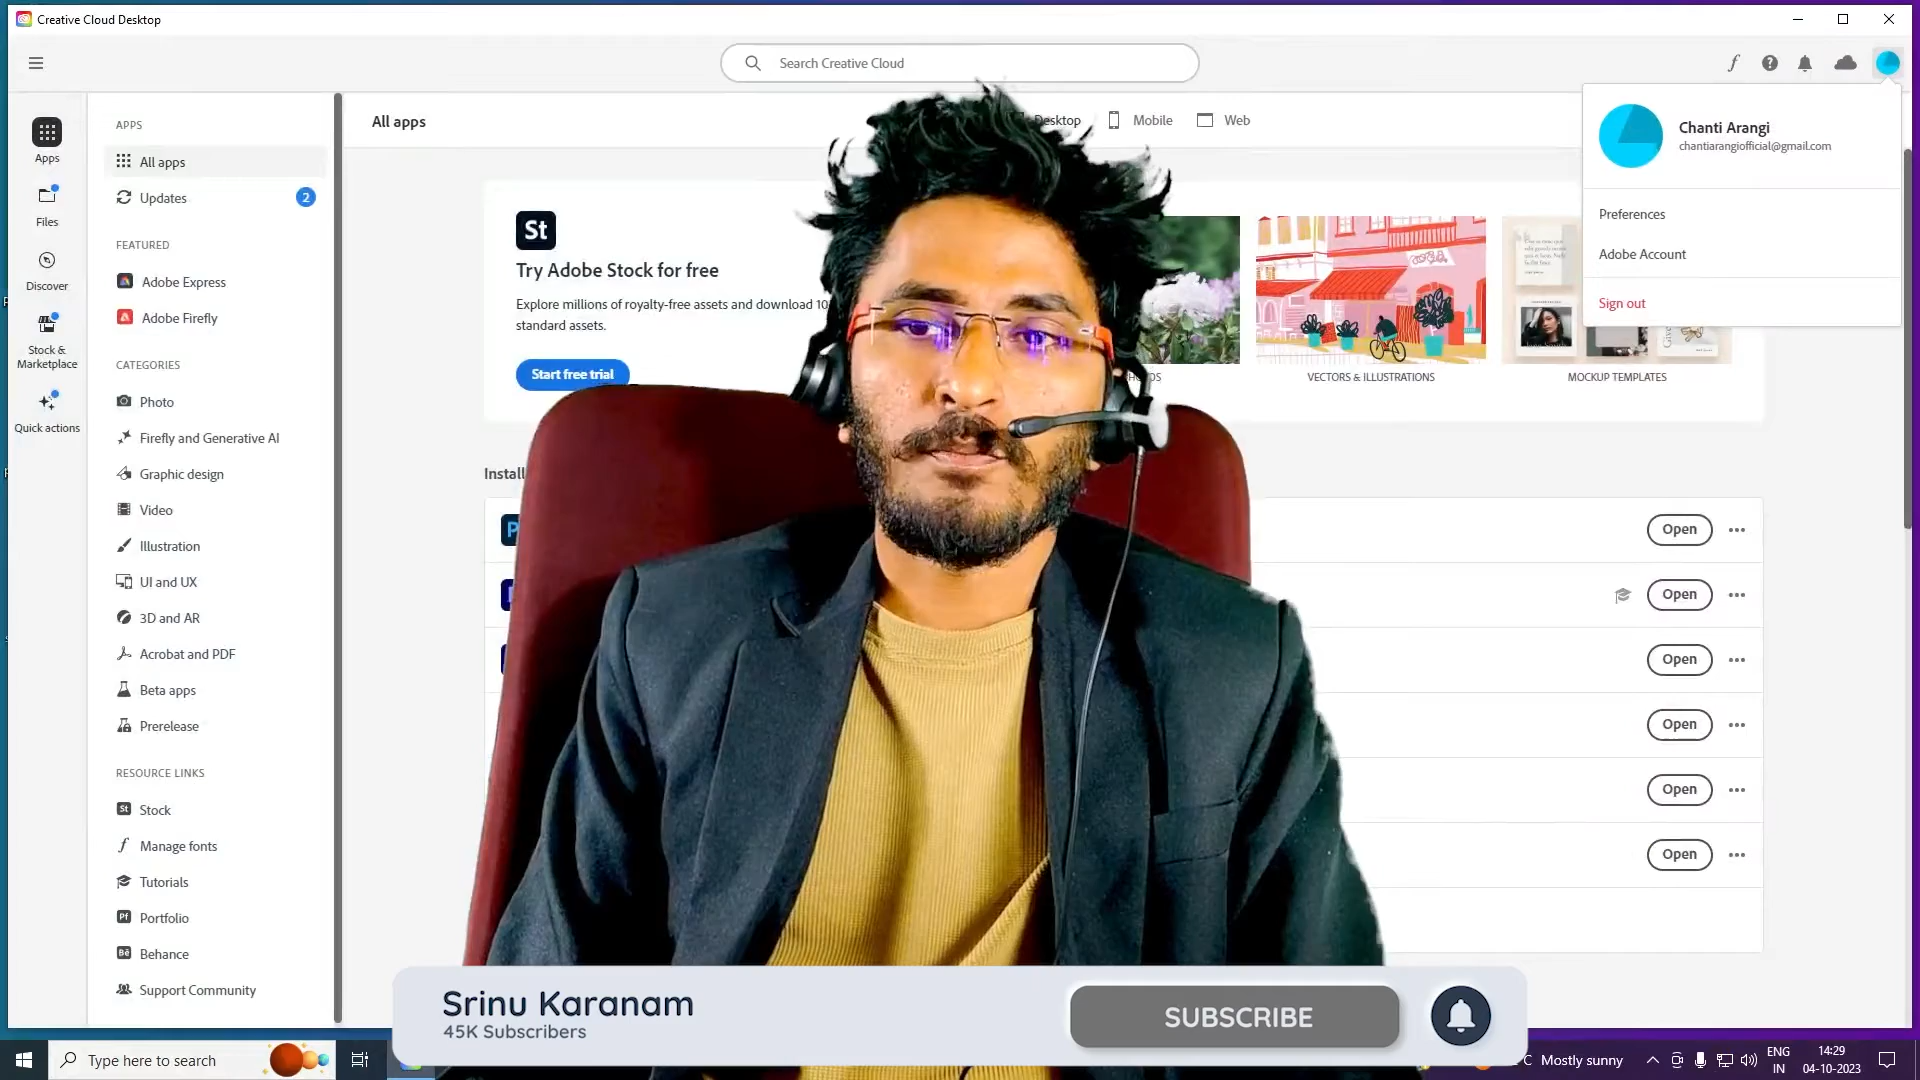 Creative Cloud Desktop
Search Creative Cloud
Apps
Files
Discover
Stock &
Marketplace
Quick actions
APPS
All apps
Updates
2
FEATURED
Adobe Express
Adobe Firefly
CATEGORIES
Photo
Firefly and Generative AI
Graphic design
Video
Illustration
UI and UX
3D and AR
Acrobat and PDF
Beta apps
Prerelease
RESOURCE LINKS
St
Stock
Manage fonts
Tutorials
Pf
Portfolio
Bē
Behance
Support Community
All apps
Desktop
Mobile
Web
St
Try Adobe Stock for free
Explore millions of royalty-free assets and download 10
standard assets.
Start free trial
VECTORS & ILLUSTRATIONS
MOCKUP TEMPLATES
Chanti Arangi
chantiarangiofficial@gmail.com
Preferences
Adobe Account
Sign out
Open
Open
Open
Open
Open
Open
Srinu Karanam
45K Subscribers
SUBSCRIBE
Type here to search
C Mostly sunny
ENG
IN
14:29
04-10-2023